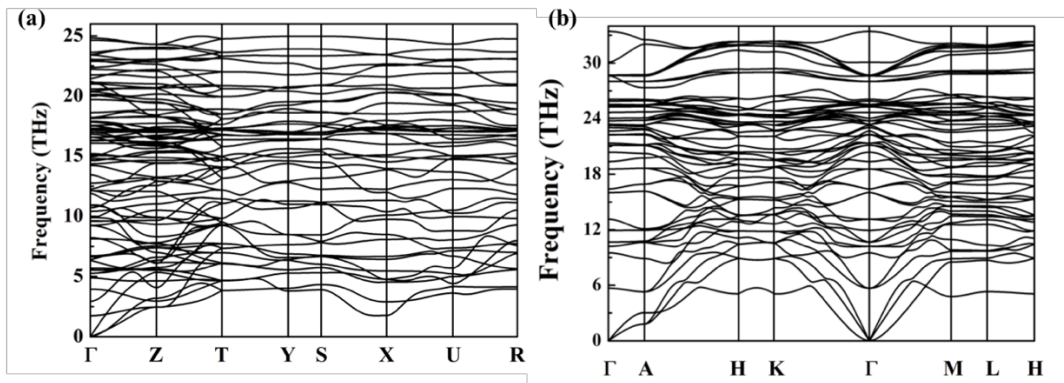 (a)
25
20
15
10
5
0
Frequency (THz)
Γ Z T Y S X U R
(b)
30
24
18
12
6
0
Frequency (THz)
Γ A H K Γ M L H